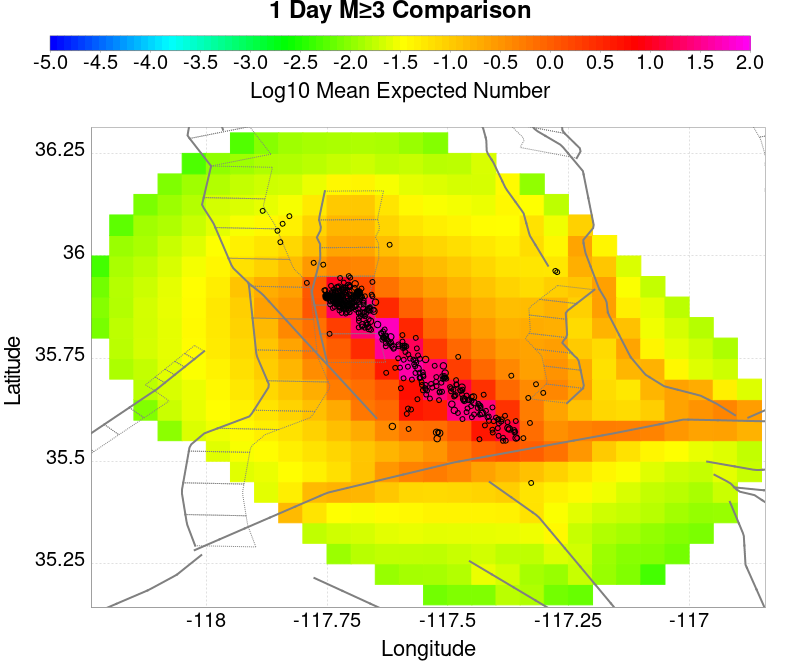 1 Day M≥3 Comparison
-5.0 -4.5 -4.0 -3.5 -3.0 -2.5 -2.0 -1.5 -1.0 -0.5 0.0 0.5 1.0 1.5 2.0
Log10 Mean Expected Number
36.25
36
35.75
35.5
35.25
Latitude
-118 -117.75 -117.5 -117.25 -117
Longitude